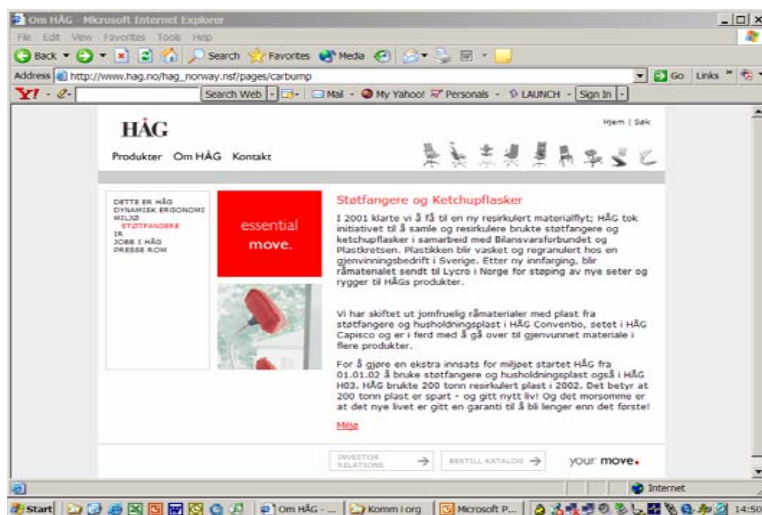 Om HÅG - Microsoft Internet Explorer
File Edit View Favorites Tools Help
Back Search Favorites Media
Address http://www.hag.no/hag_norway.nsf/pages/carbump Go Links
Y! Search Web Mail My Yahoo! Personals LAUNCH Sign In
HÅG
Hjem | Søk
Produkter Om HÅG Kontakt
DETTE ER HÅG
DYNAMISK ERGONOMI
MILJØ
STØTFANGERE
IR
JOBB I HÅG
PRESSE ROM
essential
move.
Støtfangere og Ketchupflasker
I 2001 klarte vi å få til en ny resirkulert materialflyt; HÅG tok
initiativet til å samle og resirkulere brukte støtfangere og
ketchupflasker i samarbeid med Bilansvarsforbundet og
Plastkretsen. Plastikken blir vasket og regranulert hos en
gjenvinningsbedrift i Sverige. Etter ny innfarging, blir
råmaterialet sendt til Lycro i Norge for støping av nye seter og
rygger til HÅGs produkter.
Vi har skiftet ut jomfruelig råmaterialer med plast fra
støtfangere og husholdningsplast i HÅG Conventio, setet i HÅG
Capisco og er i ferd med å gå over til gjenvunnet materiale i
flere produkter.
For å gjøre en ekstra innsats for miljøet startet HÅG fra
01.01.02 å bruke støtfangere og husholdningsplast også i HÅG
H03. HÅG brukte 200 tonn resirkulert plast i 2002. Det betyr at
200 tonn plast er spart - og gitt nytt liv! Og det morsomme er
at det nye livet er gitt en garanti til å bli lenger enn det første!
Miljø
INVESTOR
RELATIONS
BESTILL KATALOG
your move.
Internet
Start Om HÅG - ... Komm i org Microsoft P... 14:50